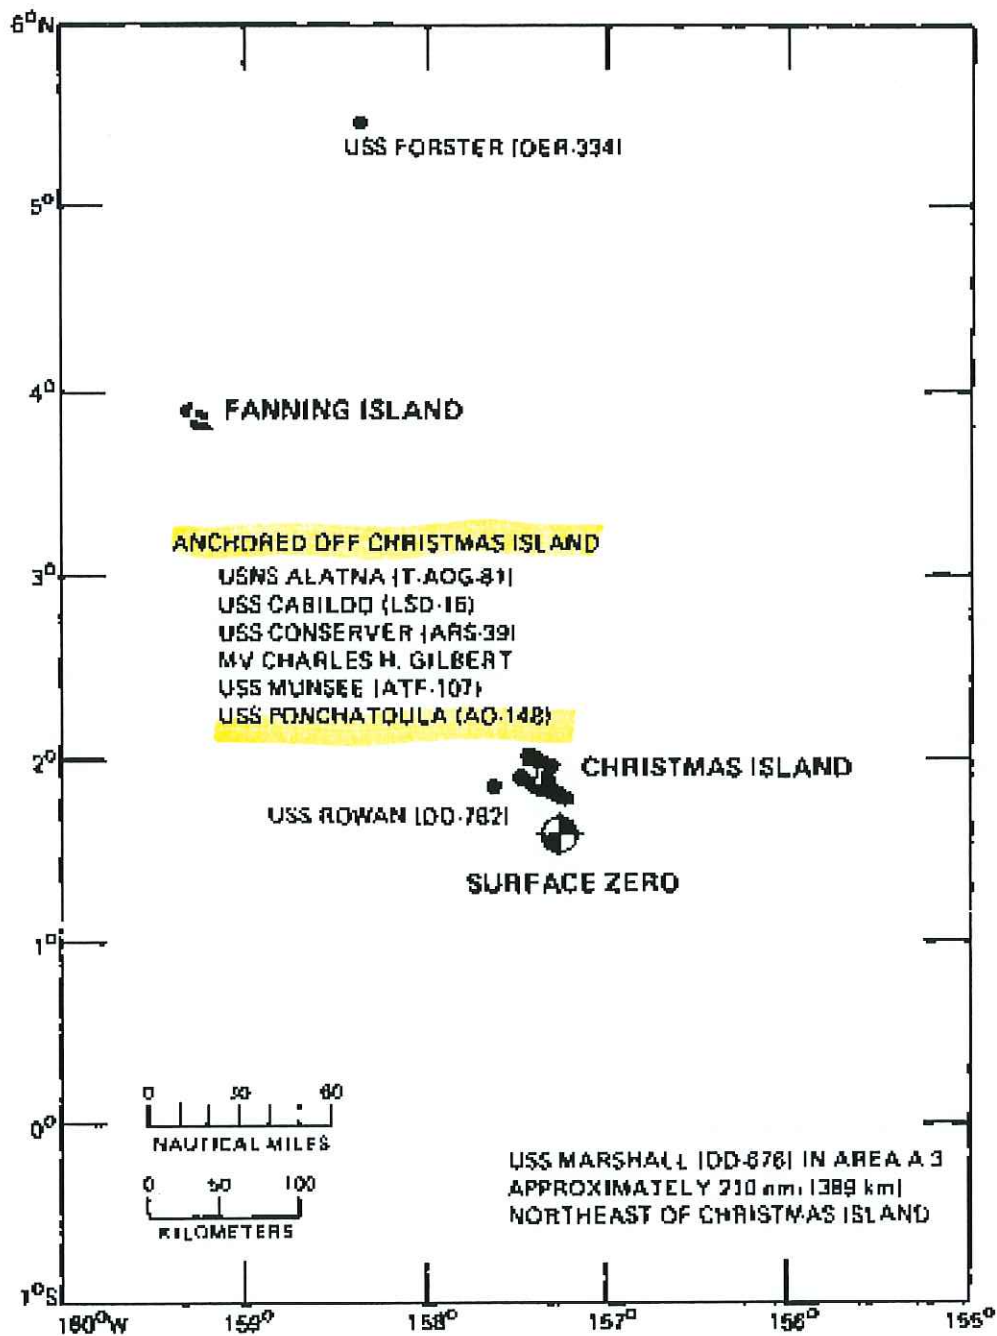 6°N
USS FORSTER (DER-334)
5°
4°
FANNING ISLAND
ANCHORED OFF CHRISTMAS ISLAND
3°
USNS ALATNA (T-AOG-81)
USS CABILDO (LSD-16)
USS CONSERVER (ARS-39)
MV CHARLES H. GILBERT
USS MUNSEE (ATF-107)
USS PONCHATOULA (AO-148)
2°
CHRISTMAS ISLAND
USS ROWAN (DD-782)
SURFACE ZERO
1°
0 30 60
NAUTICAL MILES
0°
0 50 100
KILOMETERS
USS MARSHALL (DD-676) IN AREA A 3
APPROXIMATELY 210 nmi (389 km)
NORTHEAST OF CHRISTMAS ISLAND
1°S
160°W 159° 158° 157° 156° 155°